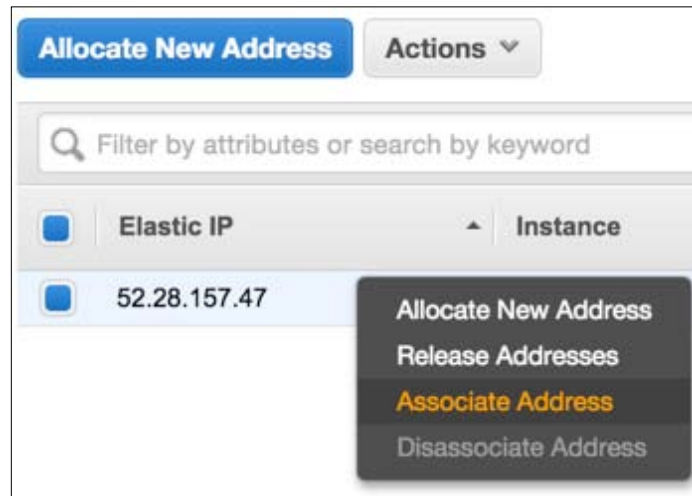 Allocate New Address Actions
Filter by attributes or search by keyword
Elastic IP Instance
52.28.157.47
Allocate New Address
Release Addresses
Associate Address
Disassociate Address